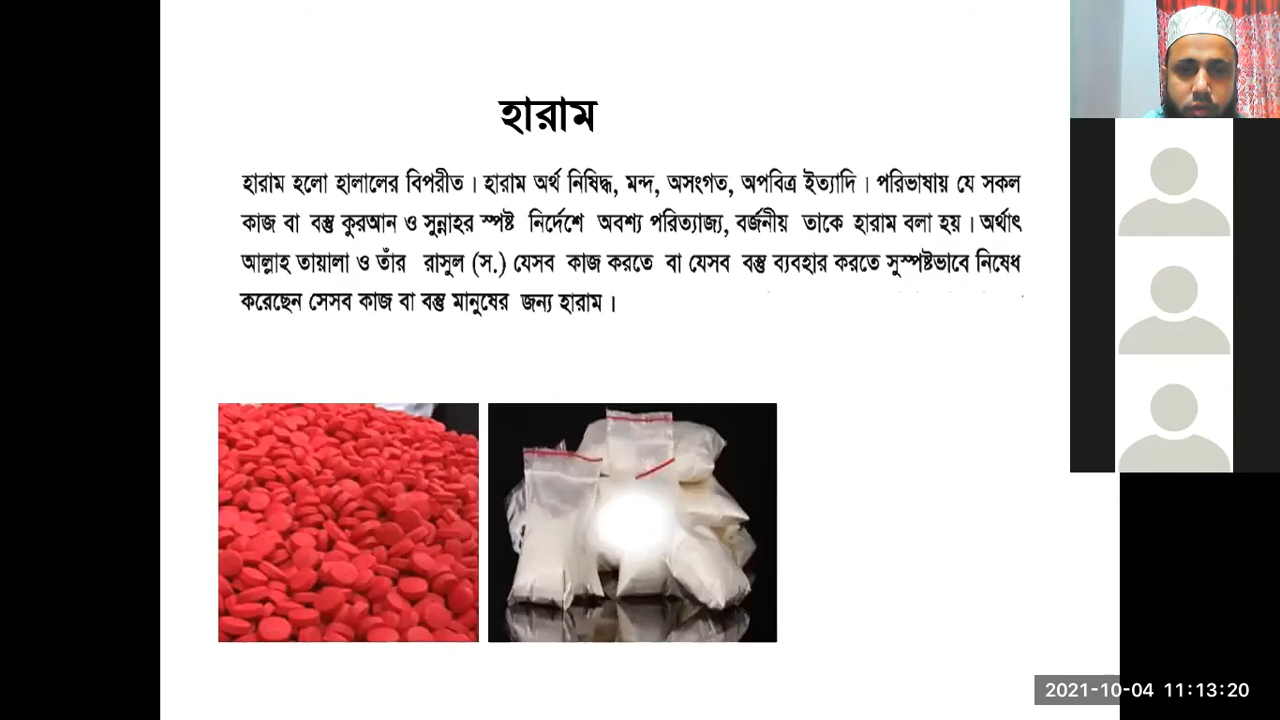 হারাম
হারাম হলো হালালের বিপরীত। হারাম অর্থ নিষিদ্ধ, মন্দ, অসংগত, অপবিত্র ইত্যাদি। পরিভাষায় যে সকল
কাজ বা বস্তু কুরআন ও সুন্নাহর স্পষ্ট নির্দেশে অবশ্য পরিত্যাজ্য, বর্জনীয় তাকে হারাম বলা হয়। অর্থাৎ
আল্লাহ তায়ালা ও তাঁর রাসুল (স.) যেসব কাজ করতে বা যেসব বস্তু ব্যবহার করতে সুস্পষ্টভাবে নিষেধ
করেছেন সেসব কাজ বা বস্তু মানুষের জন্য হারাম।
2021-10-04 11:13:20